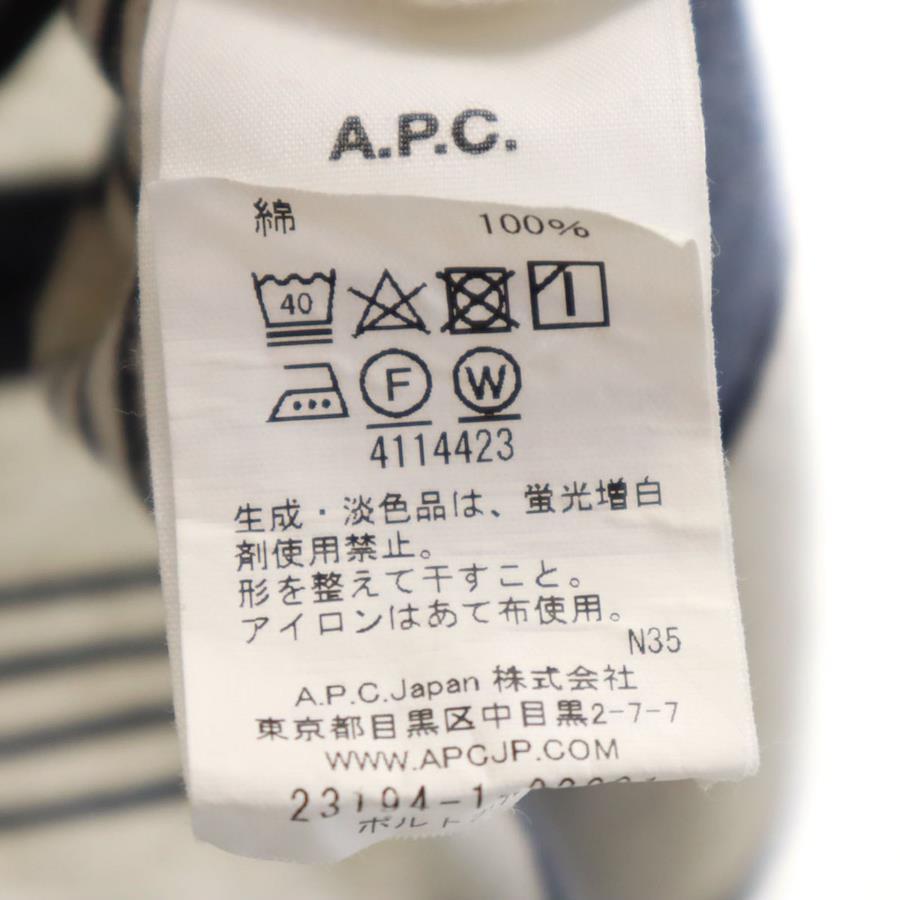 A.P.C.
綿 100%
40
F W
4114423
生成・淡色品は、蛍光増白
剤使用禁止。
形を整えて干すこと。
アイロンはあて布使用。
N35
A.P.C.Japan 株式会社
東京都目黒区中目黒2-7-7
WWW.APCJP.COM
23194-1